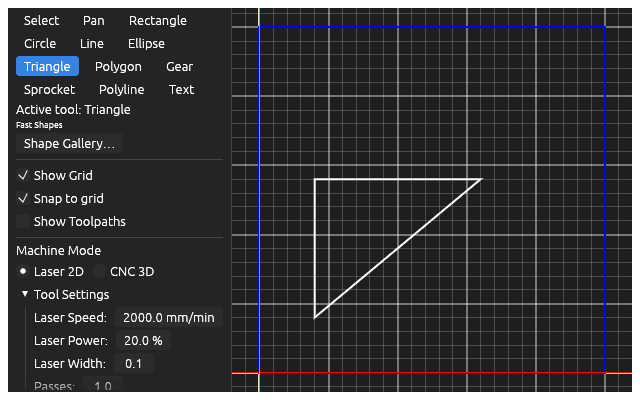 Select Pan Rectangle
Circle Line Ellipse
Triangle Polygon Gear
Sprocket Polyline Text
Active tool: Triangle
Fast Shapes
Shape Gallery...
Show Grid
Snap to grid
Show Toolpaths
Machine Mode
Laser 2D CNC 3D
Tool Settings
Laser Speed: 2000.0 mm/min
Laser Power: 20.0 %
Laser Width: 0.1
Passes: 1.0